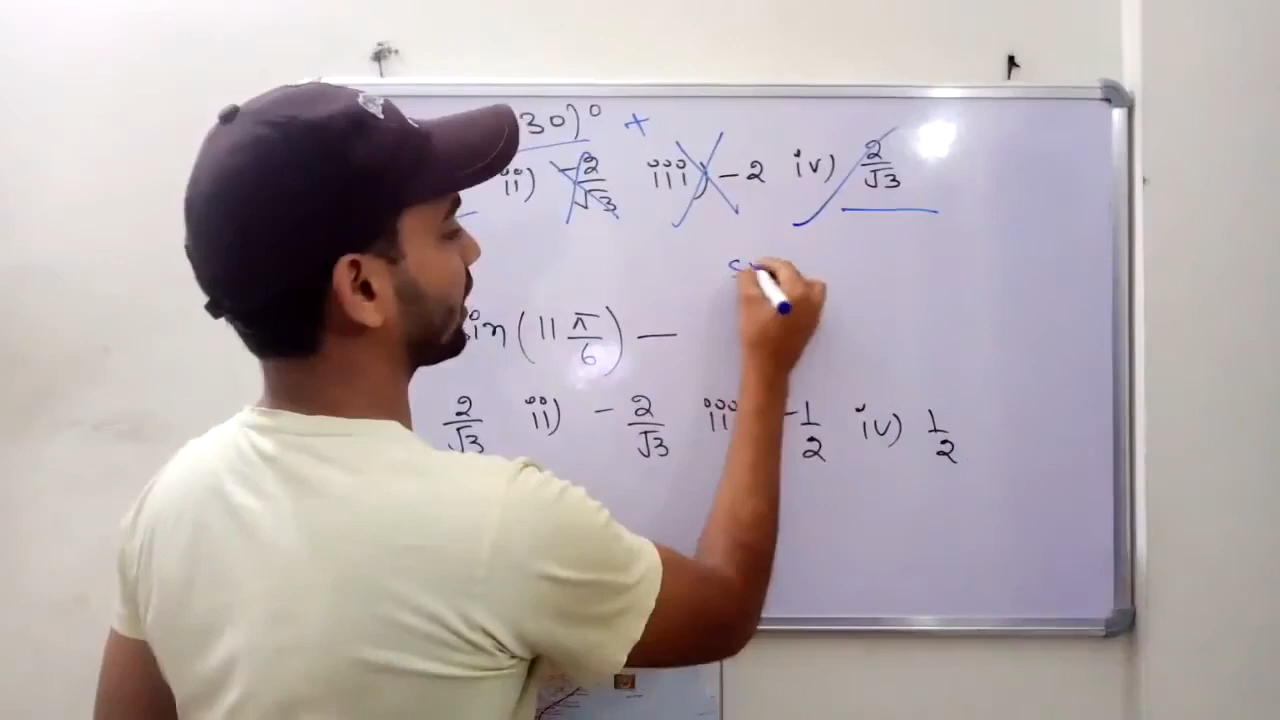 30)° +
ii) -2/√3 iii) -2 iv) 2/√3
in (11 π/6) —
2/√3 ii) - 2/√3 iii -1/2 iv) 1/2